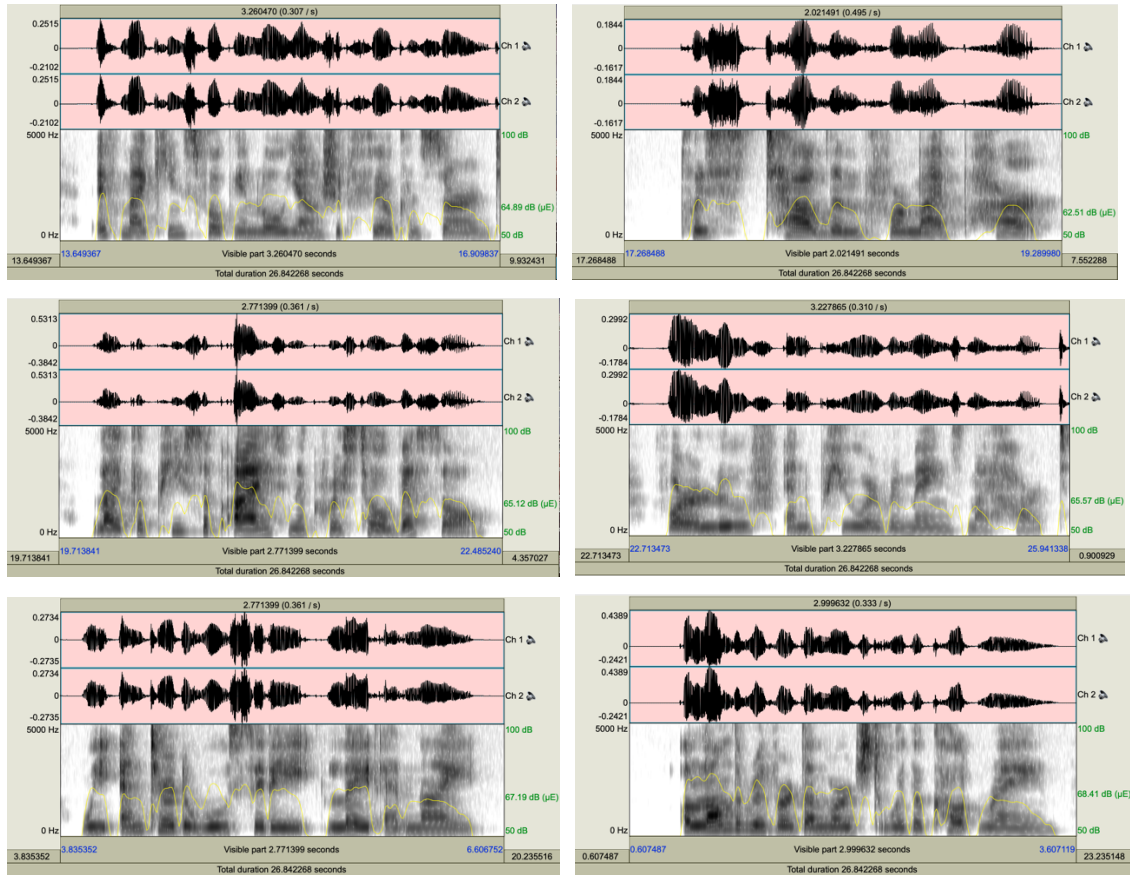 3.260470 (0.307 / s)
0.2515
0
-0.2102
Ch 1
0.2515
0
-0.2102
Ch 2
5000 Hz
100 dB
64.89 dB (µE)
0 Hz
50 dB
13.649367
16.909837
13.649367
Visible part 3.260470 seconds
9.932431
Total duration 26.842268 seconds
2.021491 (0.495 / s)
0.1844
0
-0.1617
Ch 1
0.1844
0
-0.1617
Ch 2
5000 Hz
100 dB
62.51 dB (µE)
0 Hz
50 dB
17.268488
19.289980
17.268488
Visible part 2.021491 seconds
7.552288
Total duration 26.842268 seconds
2.771399 (0.361 / s)
0.5313
0
-0.3842
Ch 1
0.5313
0
-0.3842
Ch 2
5000 Hz
100 dB
65.12 dB (µE)
0 Hz
50 dB
19.713841
22.485240
19.713841
Visible part 2.771399 seconds
4.357027
Total duration 26.842268 seconds
3.227865 (0.310 / s)
0.2992
0
-0.1784
Ch 1
0.2992
0
-0.1784
Ch 2
5000 Hz
100 dB
65.57 dB (µE)
0 Hz
50 dB
22.713473
25.941338
22.713473
Visible part 3.227865 seconds
0.900929
Total duration 26.842268 seconds
2.771399 (0.361 / s)
0.2734
0
-0.2735
Ch 1
0.2734
0
-0.2735
Ch 2
5000 Hz
100 dB
67.19 dB (µE)
0 Hz
50 dB
3.835352
6.606752
3.835352
Visible part 2.771399 seconds
20.235516
Total duration 26.842268 seconds
2.999632 (0.333 / s)
0.4389
0
-0.2421
Ch 1
0.4389
0
-0.2421
Ch 2
5000 Hz
100 dB
68.41 dB (µE)
0 Hz
50 dB
0.607487
3.607119
0.607487
Visible part 2.999632 seconds
23.235148
Total duration 26.842268 seconds